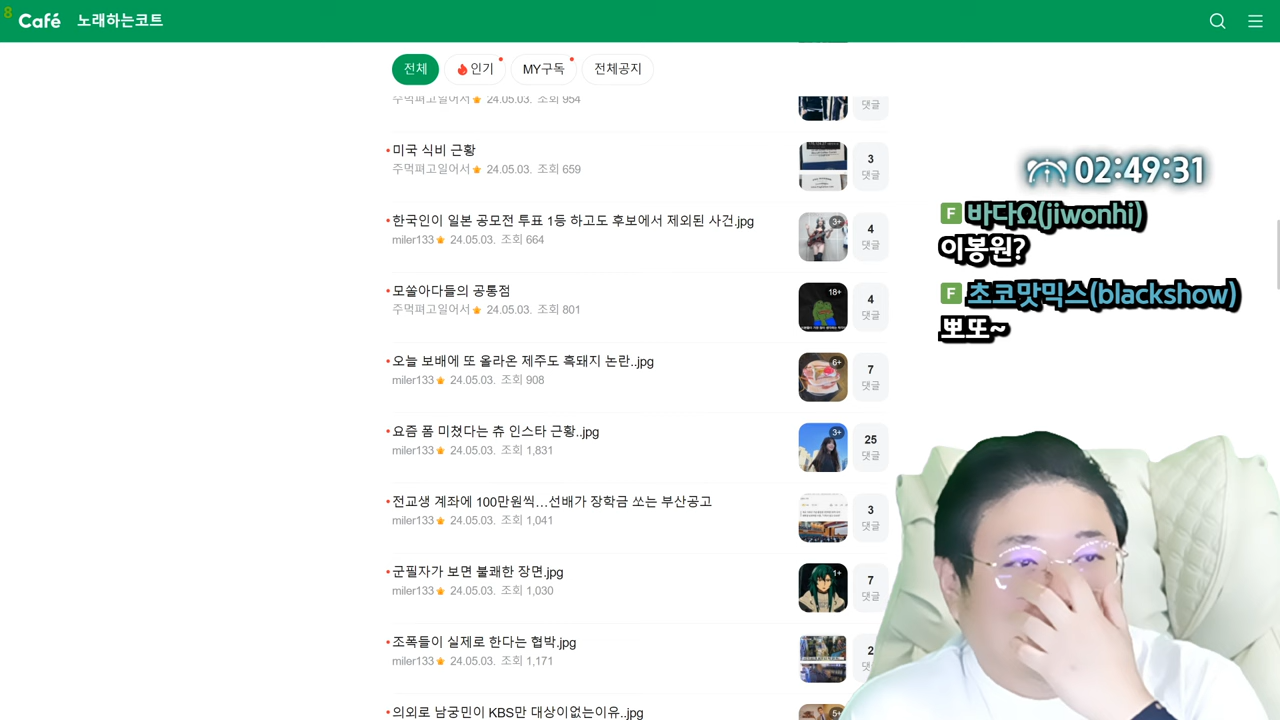 8
Café 노래하는코트
전체
인기
MY구독
전체공지
주먹패고일어서 24.05.03. 조회 954
댓글
미국 식비 근황
주먹패고일어서 24.05.03. 조회 659
3
댓글
한국인이 일본 공모전 투표 1등 하고도 후보에서 제외된 사건.jpg
miler133 24.05.03. 조회 664
3+
4
댓글
모쏠아다들의 공통점
주먹패고일어서 24.05.03. 조회 801
18+
4
댓글
오늘 보배에 또 올라온 제주도 흑돼지 논란..jpg
miler133 24.05.03. 조회 908
6+
7
댓글
요즘 폼 미쳤다는 츄 인스타 근황..jpg
miler133 24.05.03. 조회 1,831
3+
25
댓글
전교생 계좌에 100만원씩… 선배가 장학금 쏘는 부산공고
miler133 24.05.03. 조회 1,041
3
댓글
군필자가 보면 불쾌한 장면.jpg
miler133 24.05.03. 조회 1,030
1+
7
댓글
조폭들이 실제로 한다는 협박.jpg
miler133 24.05.03. 조회
2
의외로 남궁민이 KBS만 대상이없는이유..jpg
5+
02:49:31
F 바다Ω(jiwonhi)
이봉원?
F 초코맛믹스(blackshow)
뽀또~